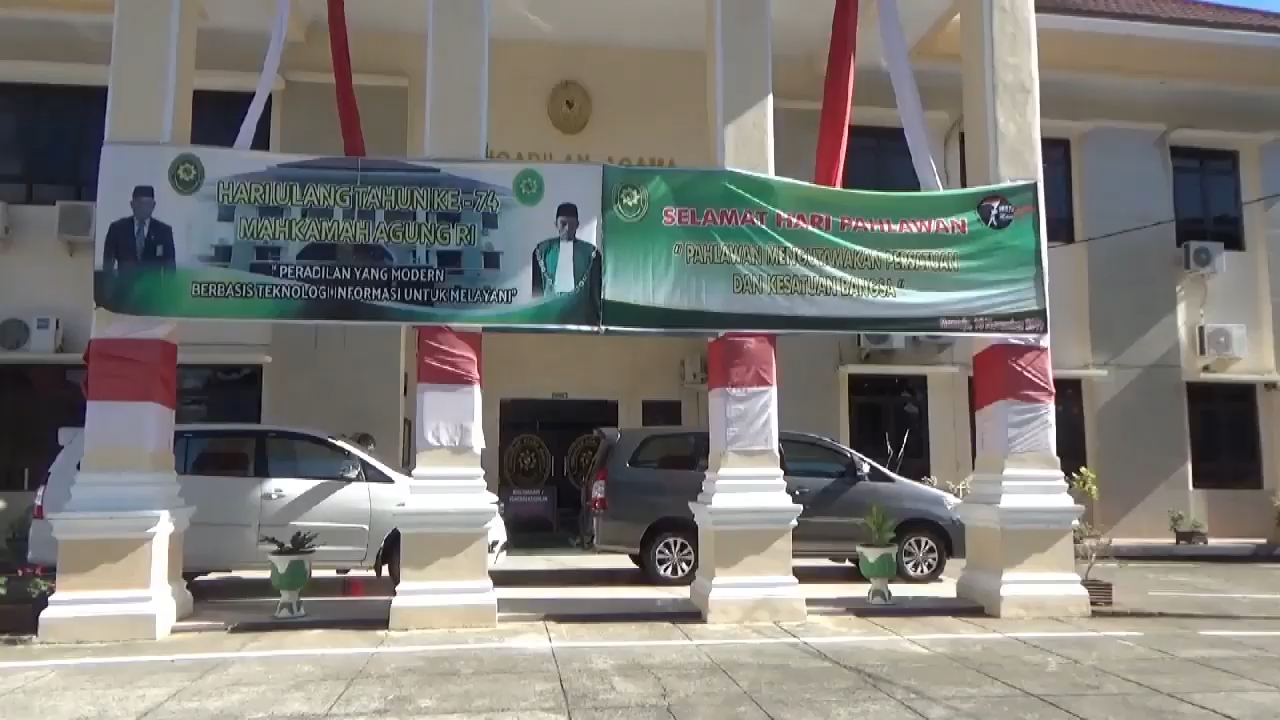 NGADILAN AGAMA
HARI ULANG TAHUN KE - 74
MAHKAMAH AGUNG RI
"PERADILAN YANG MODERN
BERBASIS TEKNOLOGI INFORMASI UNTUK MELAYANI"
SELAMAT HARI PAHLAWAN
"PAHLAWAN MENGUTAMAKAN PERSATUAN
DAN KESATUAN BANGSA"